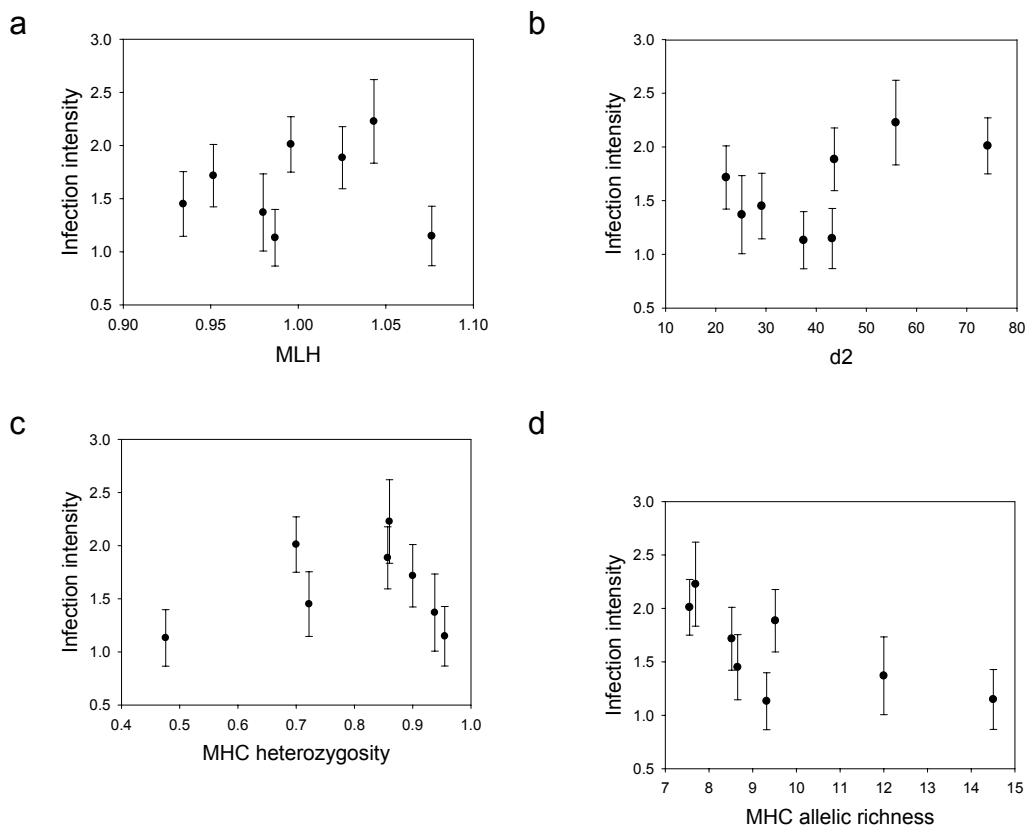 a
3.0
2.5
2.0
1.5
1.0
0.5
Infection intensity
0.90 0.95 1.00 1.05 1.10
MLH
b
3.0
2.5
2.0
1.5
1.0
0.5
Infection intensity
10 20 30 40 50 60 70 80
d2
c
3.0
2.5
2.0
1.5
1.0
0.5
Infection intensity
0.4 0.5 0.6 0.7 0.8 0.9 1.0
MHC heterozygosity
d
3.0
2.5
2.0
1.5
1.0
0.5
Infection intensity
7 8 9 10 11 12 13 14 15
MHC allelic richness